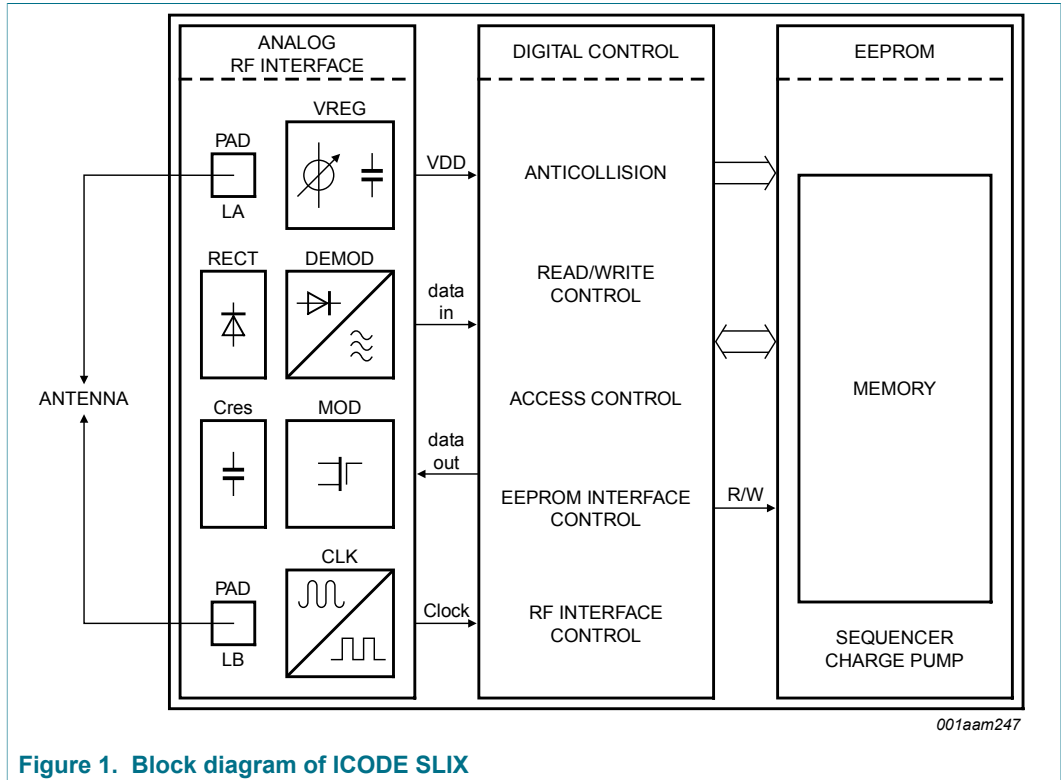 ANALOG
RF INTERFACE
VREG
PAD
LA
RECT
DEMOD
ANTENNA
Cres
MOD
CLK
PAD
LB
VDD
data
in
data
out
Clock
DIGITAL CONTROL
ANTICOLLISION
READ/WRITE
CONTROL
ACCESS CONTROL
EEPROM INTERFACE
CONTROL
RF INTERFACE
CONTROL
R/W
EEPROM
MEMORY
SEQUENCER
CHARGE PUMP
001aam247
Figure 1. Block diagram of ICODE SLIX